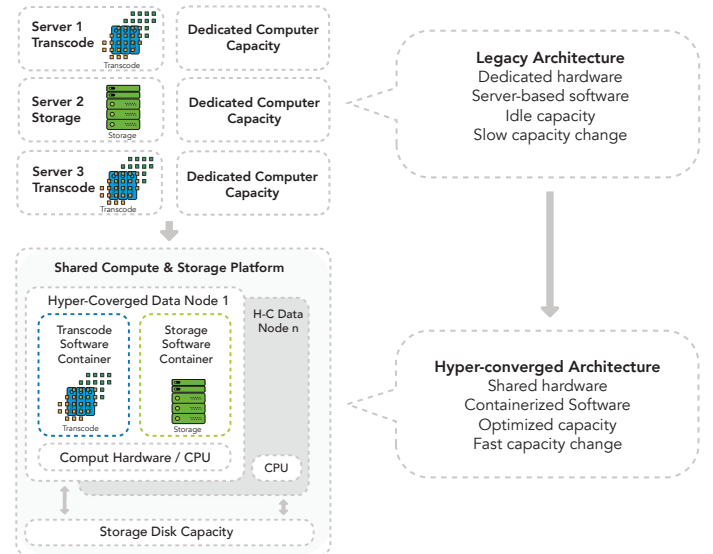 Server 1
Transcode
Transcode
Dedicated Computer
Capacity
Server 2
Storage
Storage
Dedicated Computer
Capacity
Server 3
Transcode
Transcode
Dedicated Computer
Capacity
Legacy Architecture
Dedicated hardware
Server-based software
Idle capacity
Slow capacity change
Shared Compute & Storage Platform
Hyper-Coverged Data Node 1
H-C Data
Node n
Transcode
Software
Container
Transcode
Storage
Software
Container
Storage
Comput Hardware / CPU
CPU
Storage Disk Capacity
Hyper-converged Architecture
Shared hardware
Containerized Software
Optimized capacity
Fast capacity change